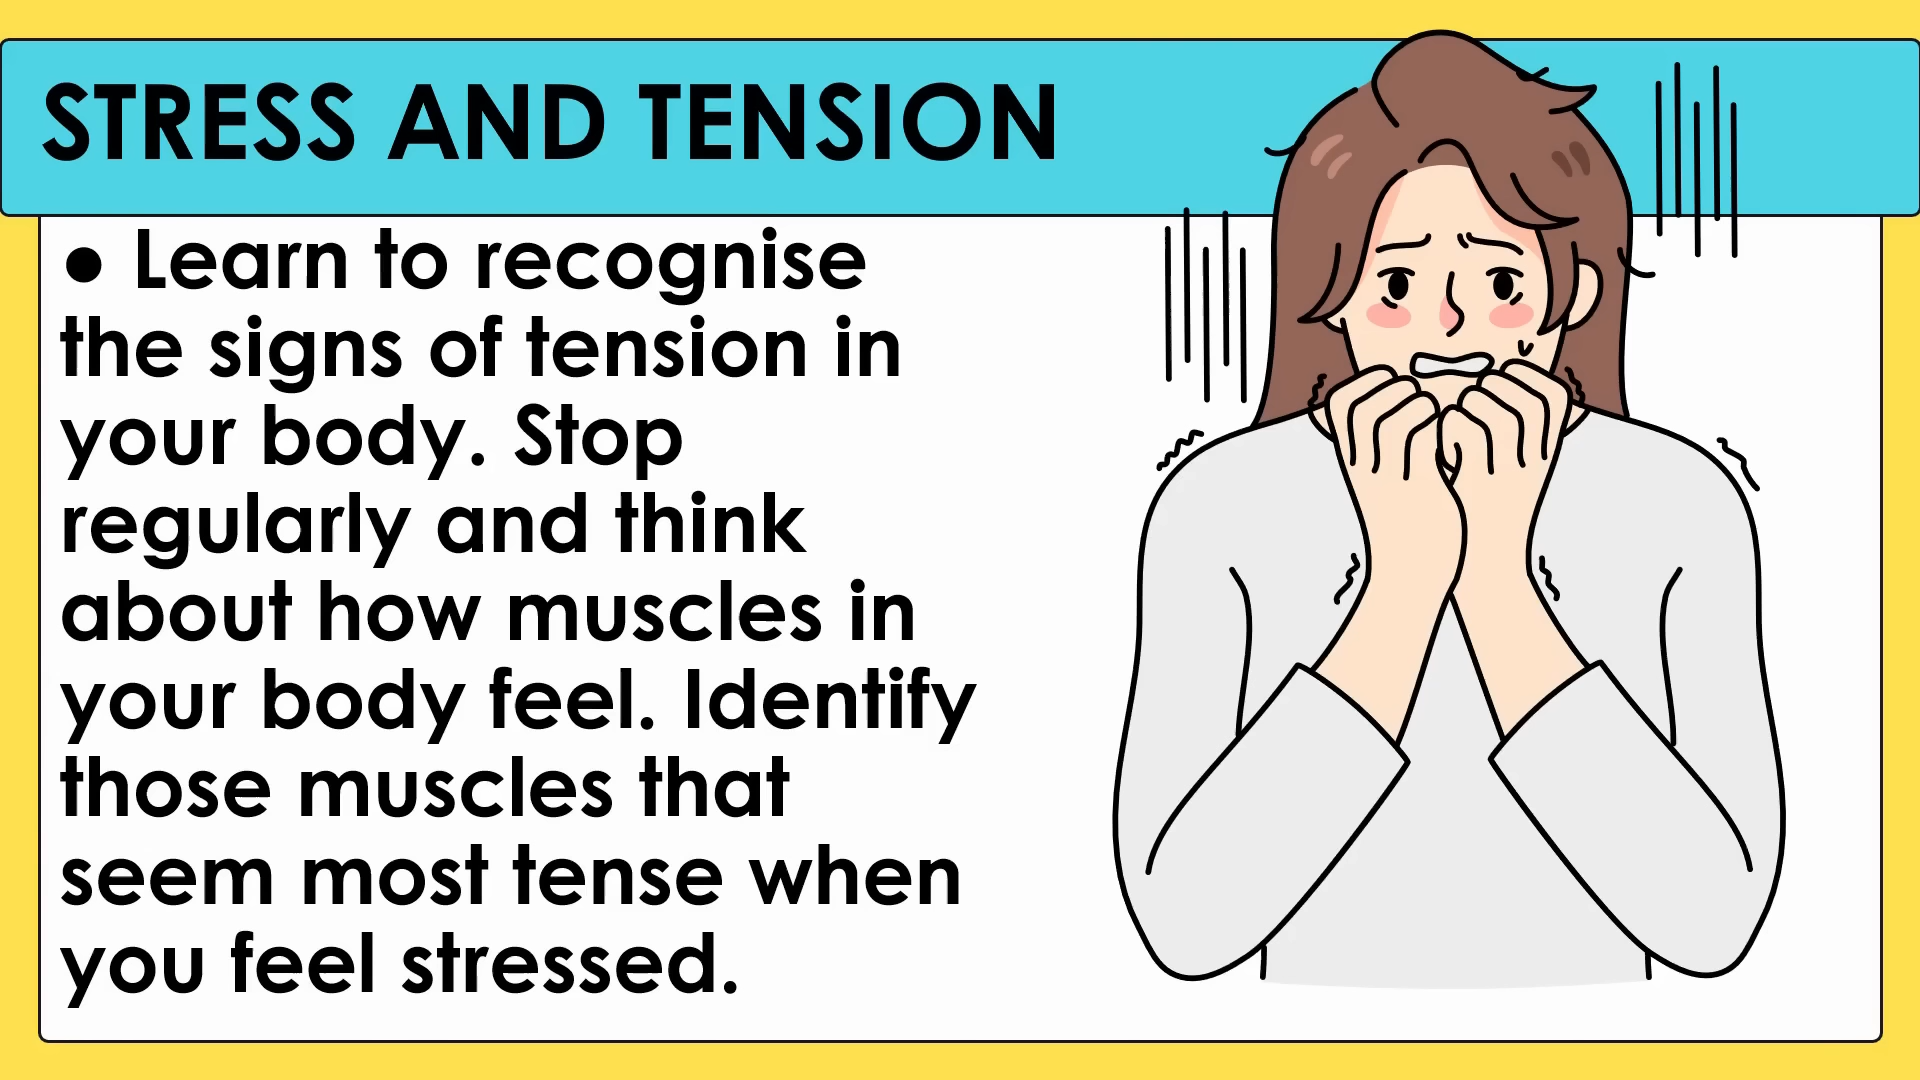 STRESS AND TENSION
● Learn to recognise
the signs of tension in
your body. Stop
regularly and think
about how muscles in
your body feel. Identify
those muscles that
seem most tense when
you feel stressed.